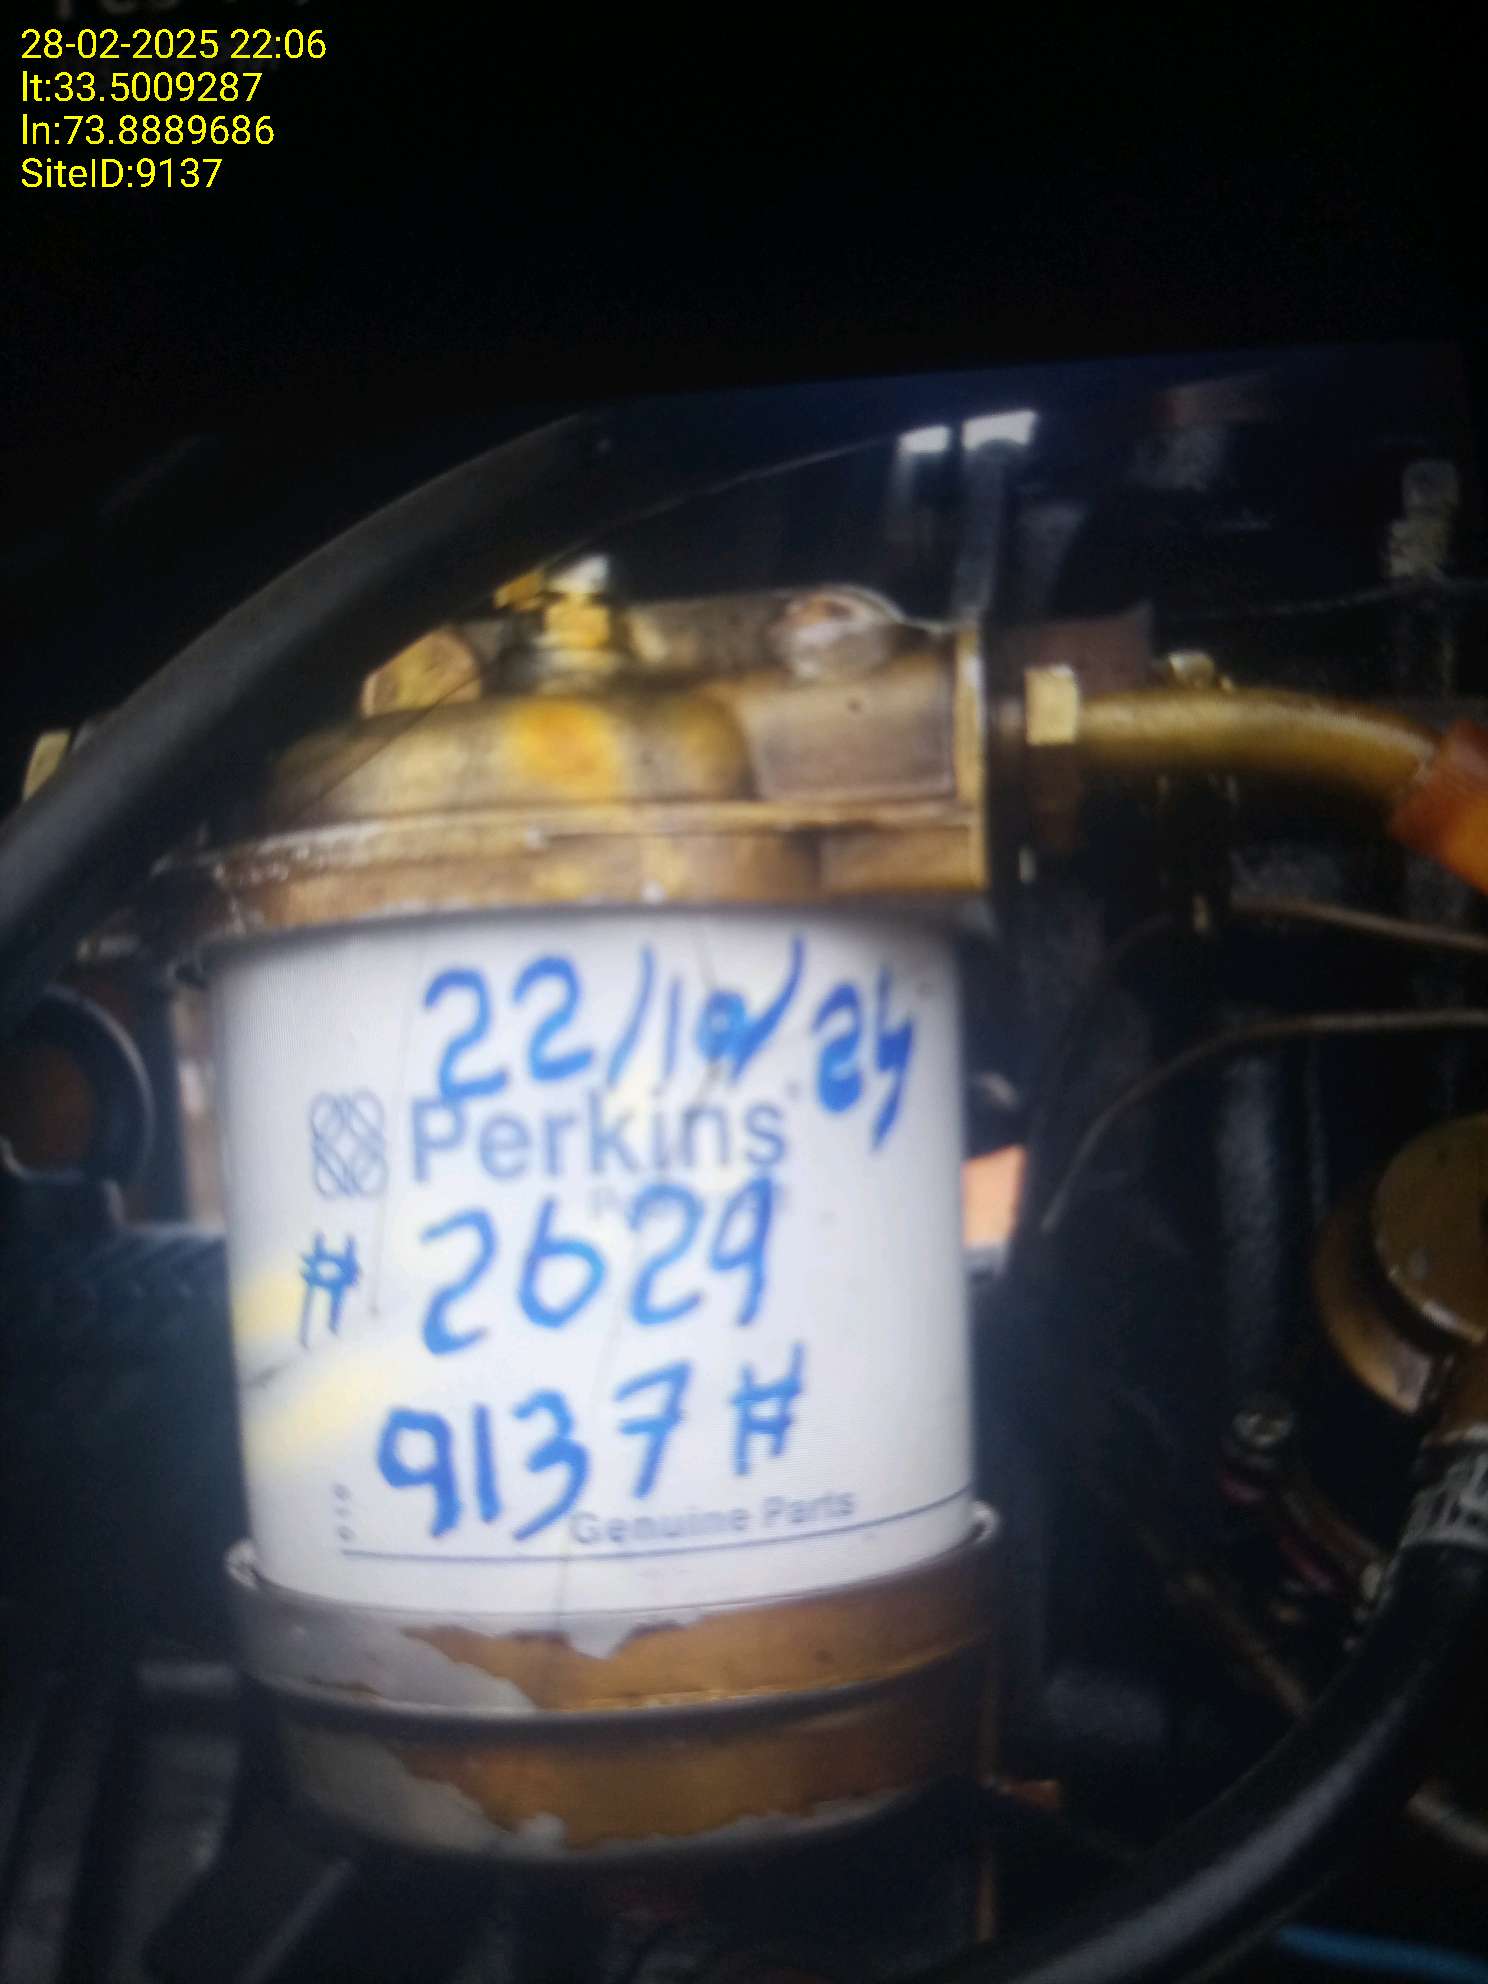 28-02-2025 22:06
lt:33.5009287
ln:73.8889686
SiteID:9137
22/10/24
Perkins
# 2629
9137 #
Genuine Parts